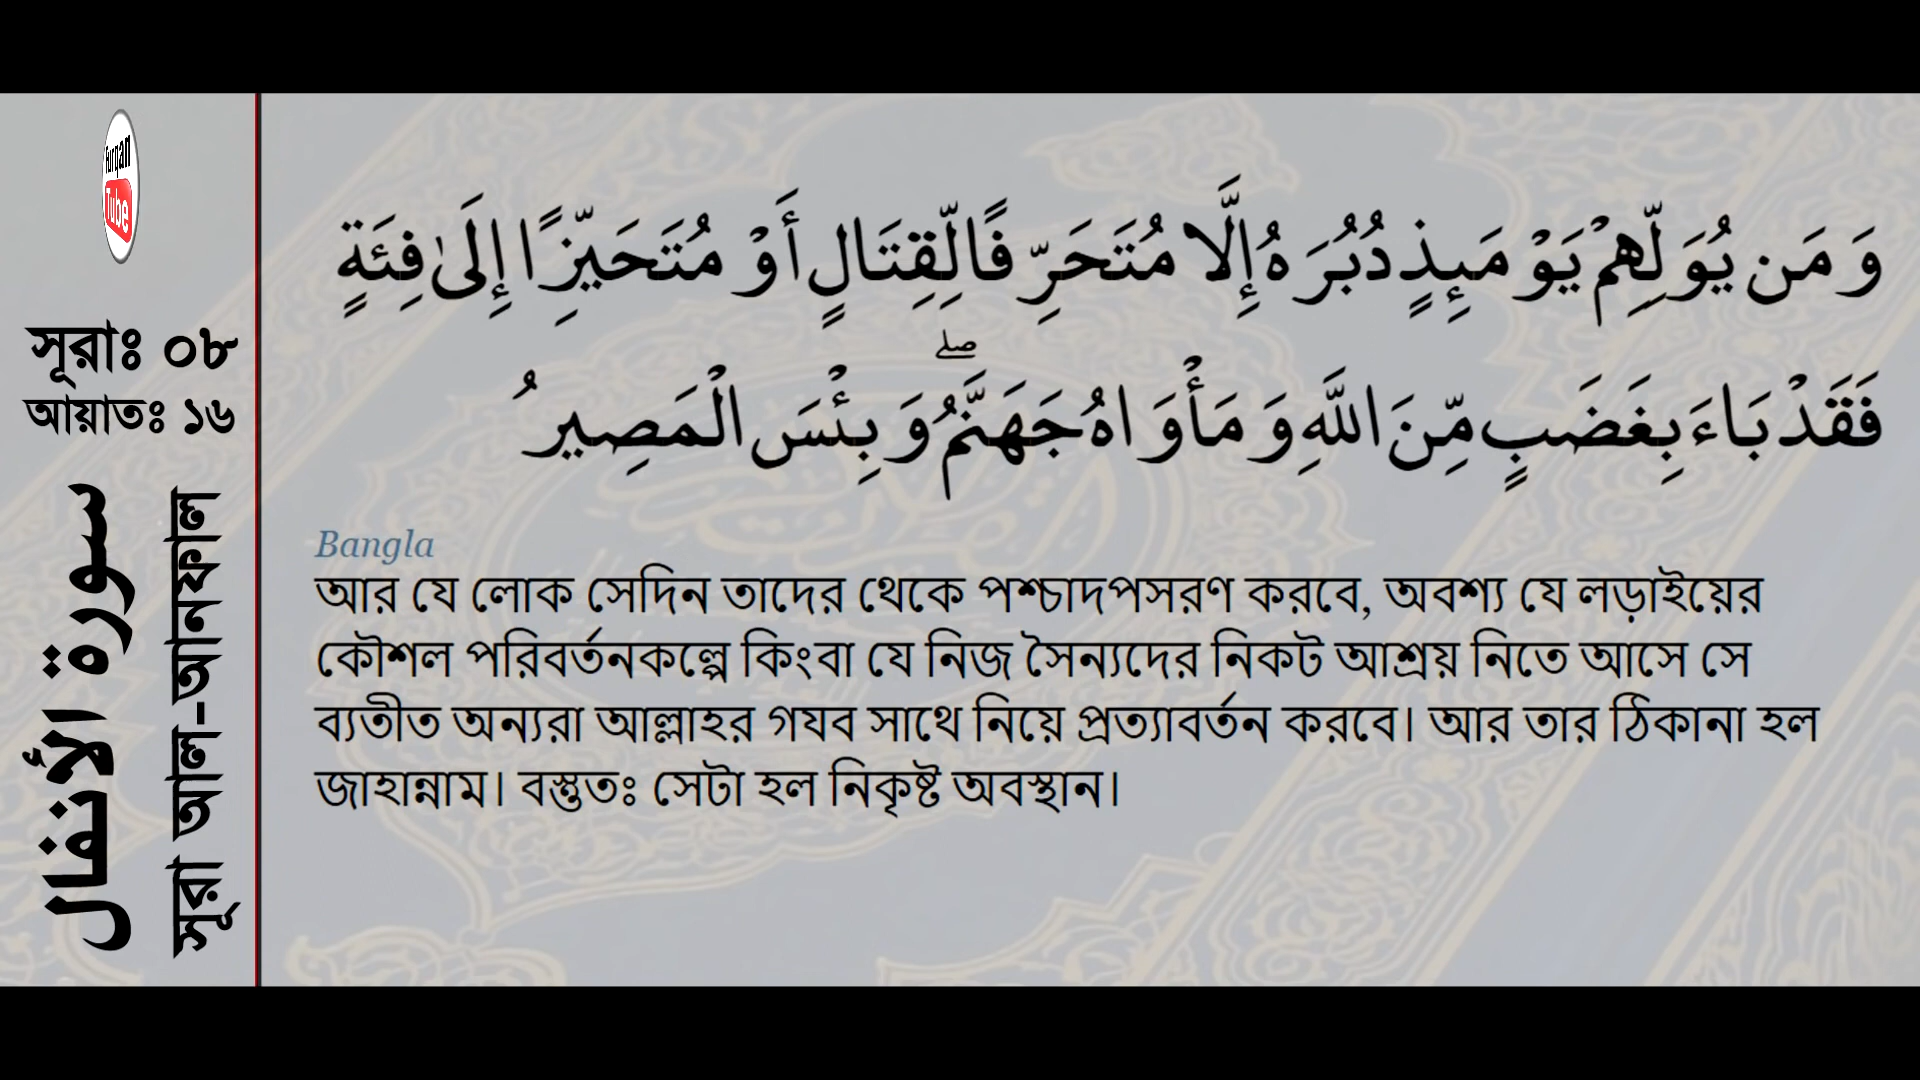 Furqan
Tube
সূরাঃ ০৮
আয়াতঃ ১৬
سورة الأنفال
সূরা আল-আনফাল
وَمَن يُوَلِّهِمْ يَوْمَئِذٍ دُبُرَهُ إِلَّا مُتَحَرِّفًا لِّقِتَالٍ أَوْ مُتَحَيِّزًا إِلَىٰ فِئَةٍ
فَقَدْ بَاءَ بِغَضَبٍ مِّنَ اللَّهِ وَمَأْوَاهُ جَهَنَّمُ ۖ وَبِئْسَ الْمَصِيرُ
Bangla
আর যে লোক সেদিন তাদের থেকে পশ্চাদপসরণ করবে, অবশ্য যে লড়াইয়ের
কৌশল পরিবর্তনকল্পে কিংবা যে নিজ সৈন্যদের নিকট আশ্রয় নিতে আসে সে
ব্যতীত অন্যরা আল্লাহর গযব সাথে নিয়ে প্রত্যাবর্তন করবে। আর তার ঠিকানা হল
জাহান্নাম। বস্তুতঃ সেটা হল নিকৃষ্ট অবস্থান।